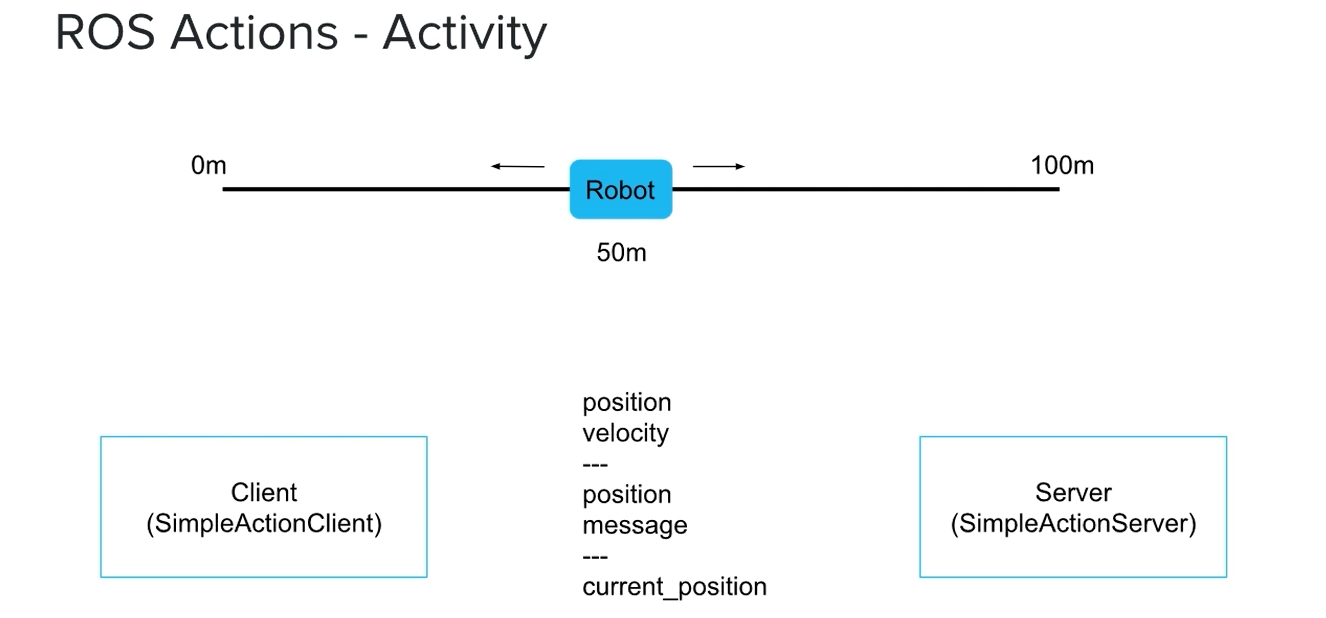 ROS Actions - Activity
0m
100m
Robot
50m
position
velocity
---
position
message
---
current_position
Client
(SimpleActionClient)
Server
(SimpleActionServer)